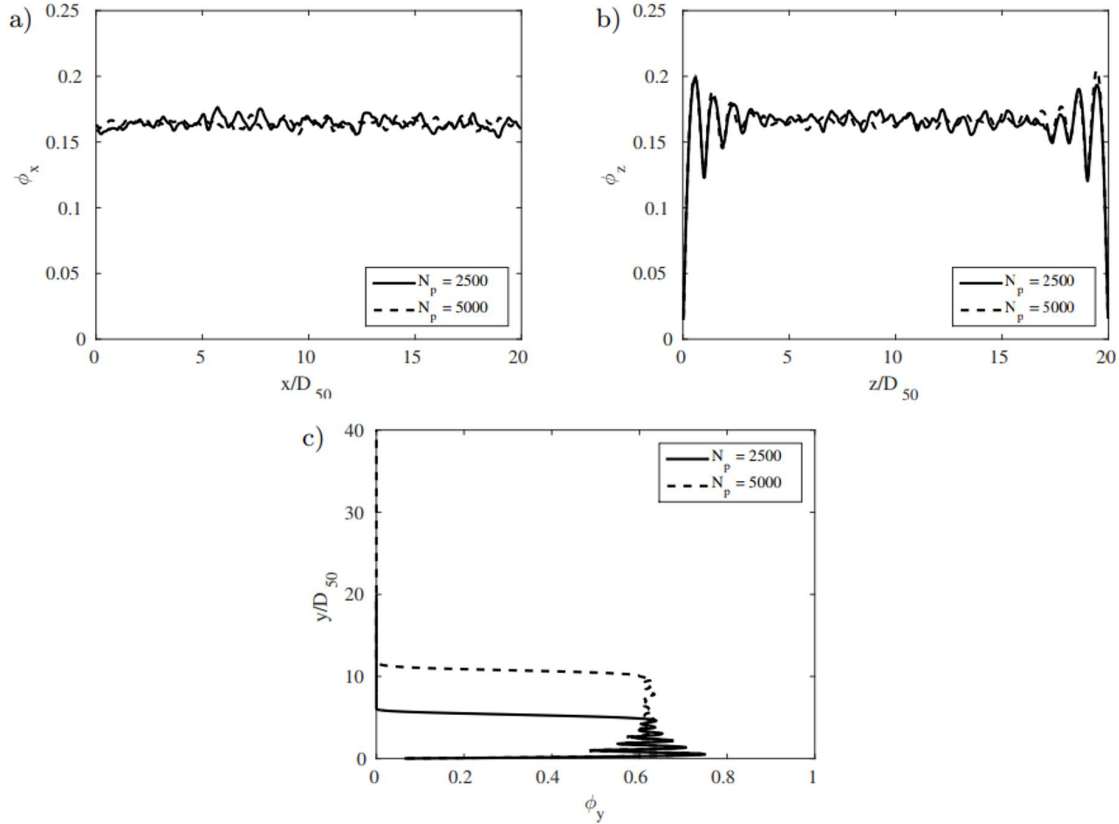 a)
0.25
0.2
0.15
0.1
0.05
0
ϕx
N_p = 2500
N_p = 5000
0 5 10 15 20
x/D_50
b)
0.25
0.2
0.15
0.1
0.05
0
ϕz
N_p = 2500
N_p = 5000
0 5 10 15 20
z/D_50
c)
40
30
20
10
0
y/D_50
N_p = 2500
N_p = 5000
0 0.2 0.4 0.6 0.8 1
ϕy